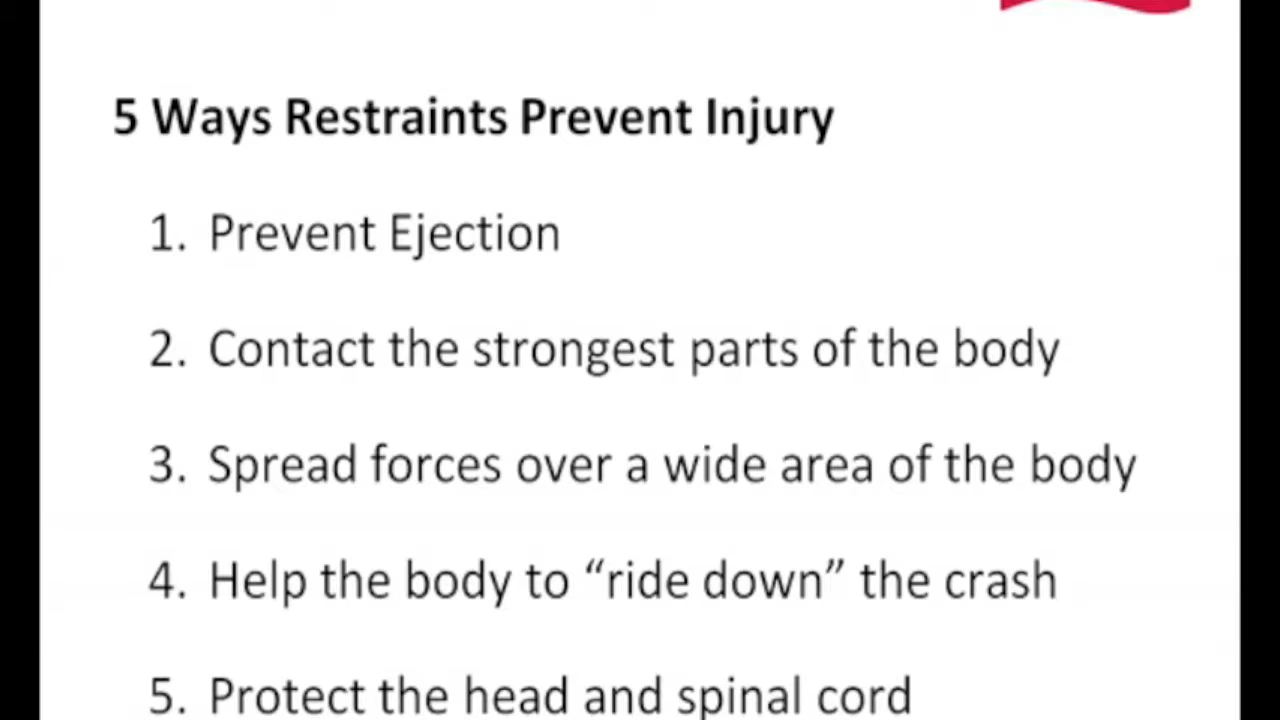 5 Ways Restraints Prevent Injury
1. Prevent Ejection
2. Contact the strongest parts of the body
3. Spread forces over a wide area of the body
4. Help the body to “ride down” the crash
5. Protect the head and spinal cord